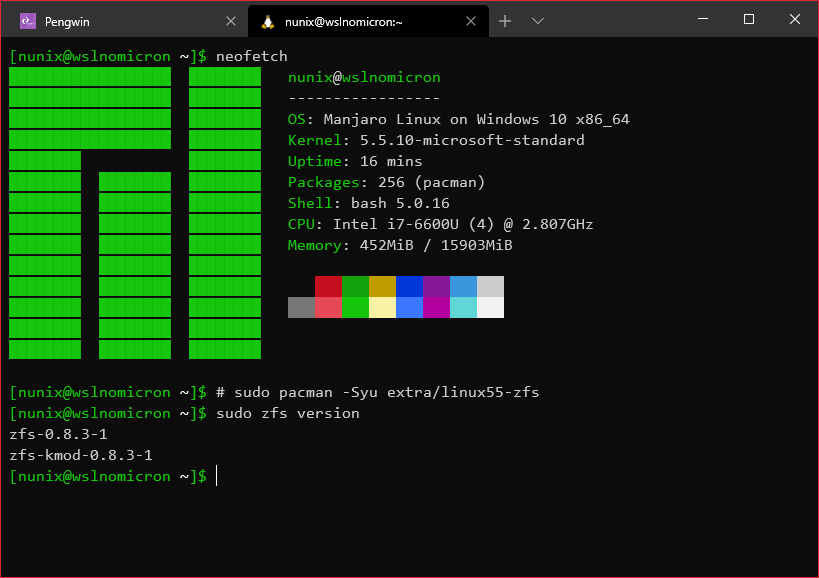 Pengwin
nunix@wslnomicron:~
[nunix@wslnomicron ~]$ neofetch
nunix@wslnomicron
-----------------
OS: Manjaro Linux on Windows 10 x86_64
Kernel: 5.5.10-microsoft-standard
Uptime: 16 mins
Packages: 256 (pacman)
Shell: bash 5.0.16
CPU: Intel i7-6600U (4) @ 2.807GHz
Memory: 452MiB / 15903MiB
[nunix@wslnomicron ~]$ # sudo pacman -Syu extra/linux55-zfs
[nunix@wslnomicron ~]$ sudo zfs version
zfs-0.8.3-1
zfs-kmod-0.8.3-1
[nunix@wslnomicron ~]$